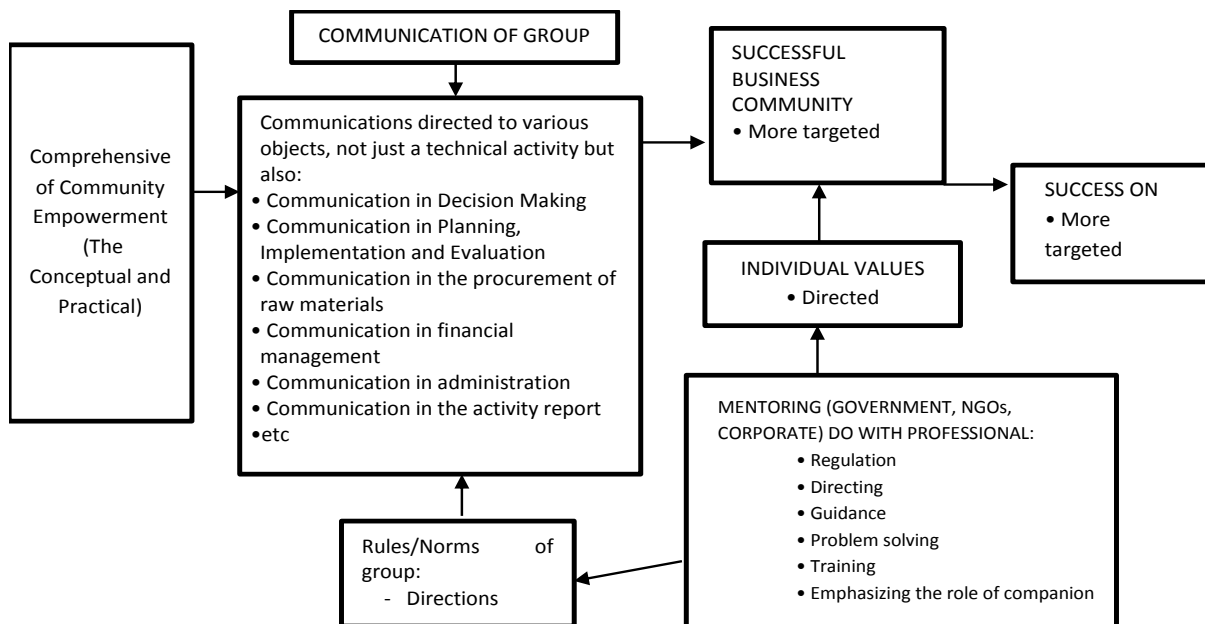 COMMUNICATION OF GROUP
Comprehensive
of Community
Empowerment
(The
Conceptual and
Practical)
Communications directed to various
objects, not just a technical activity but
also:
• Communication in Decision Making
• Communication in Planning,
Implementation and Evaluation
• Communication in the procurement of
raw materials
• Communication in financial
management
• Communication in administration
• Communication in the activity report
•etc
Rules/Norms of
group:
- Directions
SUCCESSFUL
BUSINESS
COMMUNITY
• More targeted
INDIVIDUAL VALUES
• Directed
SUCCESS ON
• More
targeted
MENTORING (GOVERNMENT, NGOs,
CORPORATE) DO WITH PROFESSIONAL:
• Regulation
• Directing
• Guidance
• Problem solving
• Training
• Emphasizing the role of companion